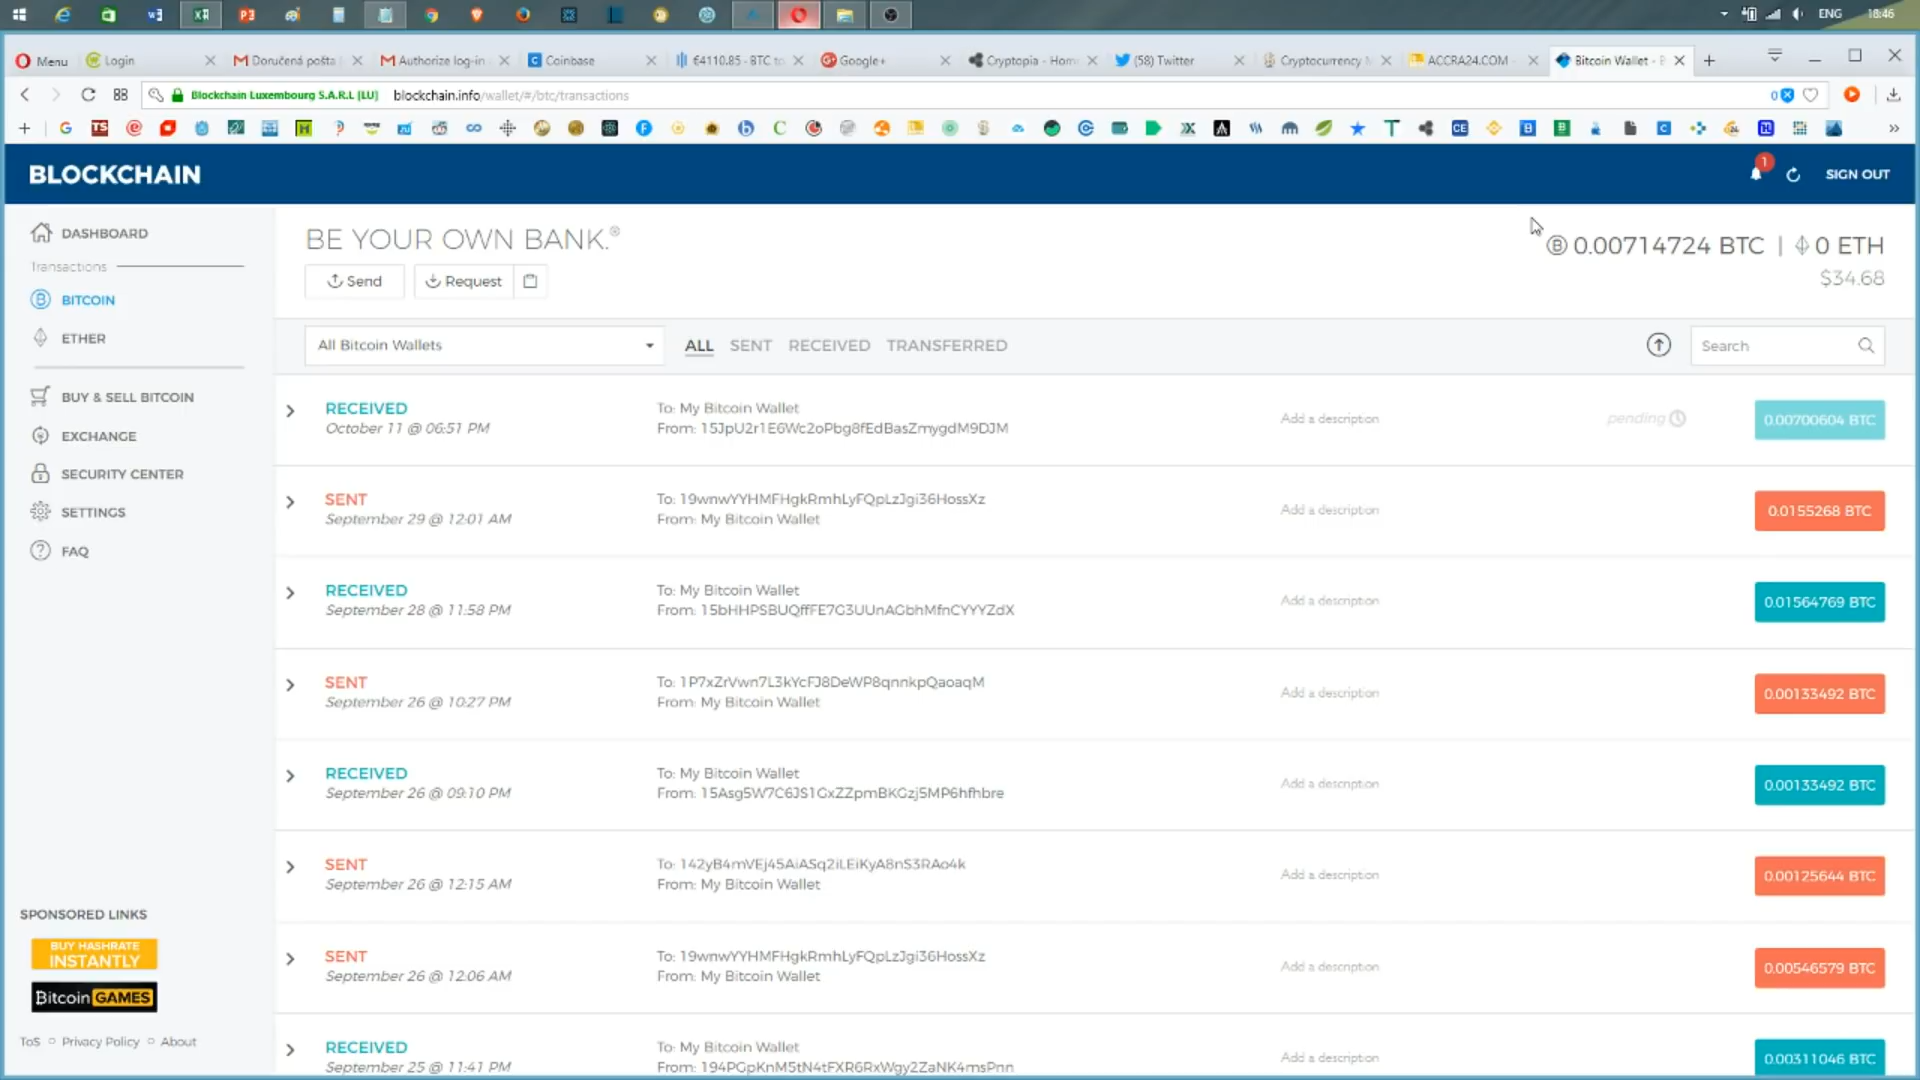 ENG 18:46
Menu Login Doručená pošta Authorize log-in Coinbase €4110.85 - BTC to Google+ Cryptopia - Hom (58) Twitter Cryptocurrency M ACCRA24.COM Bitcoin Wallet - B
Blockchain Luxembourg S.A.R.L [LU] blockchain.info/wallet/#/btc/transactions 0
BLOCKCHAIN 1 SIGN OUT
DASHBOARD
Transactions
BITCOIN
ETHER
BUY & SELL BITCOIN
EXCHANGE
SECURITY CENTER
SETTINGS
FAQ
SPONSORED LINKS
BUY HASHRATE
INSTANTLY
Bitcoin GAMES
ToS Privacy Policy About
BE YOUR OWN BANK.®
0.00714724 BTC | 0 ETH
$34.68
Send Request
All Bitcoin Wallets ALL SENT RECEIVED TRANSFERRED Search
RECEIVED To: My Bitcoin Wallet
October 11 @ 06:51 PM From: 15JpU2r1E6Wc2oPbg8fEdBasZmygdM9DJM Add a description pending 0.00700604 BTC
SENT To: 19wnwYYHMFHgkRmhLyFQpLzJgi36HossXz
September 29 @ 12:01 AM From: My Bitcoin Wallet Add a description 0.0155268 BTC
RECEIVED To: My Bitcoin Wallet
September 28 @ 11:58 PM From: 15bHHPSBUQffFE7G3UUnAGbhMfnCYYYZdX Add a description 0.01564769 BTC
SENT To: 1P7xZrVwn7L3kYcFJ8DeWP8qnnkpQaoaqM
September 26 @ 10:27 PM From: My Bitcoin Wallet Add a description 0.00133492 BTC
RECEIVED To: My Bitcoin Wallet
September 26 @ 09:10 PM From: 15Asg5W7C6JS1GxZZpmBKGzj5MP6hfhbre Add a description 0.00133492 BTC
SENT To: 142yB4mVEj45AiASq2iLEiKyA8nS3RAo4k
September 26 @ 12:15 AM From: My Bitcoin Wallet Add a description 0.00125644 BTC
SENT To: 19wnwYYHMFHgkRmhLyFQpLzJgi36HossXz
September 26 @ 12:06 AM From: My Bitcoin Wallet Add a description 0.00546579 BTC
RECEIVED To: My Bitcoin Wallet
September 25 @ 11:41 PM From: 194PGpKnM5tN4tFXR6RxWgy2ZaNK4msPnn Add a description 0.00311046 BTC